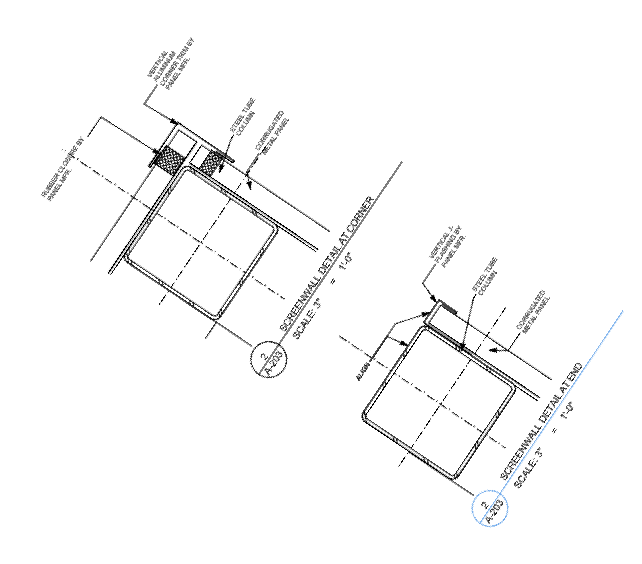 VERTICAL
ALUMINUM
CORNER TRIM BY
PANEL MFR.
STEEL TUBE
COLUMN
CORRUGATED
METAL PANEL
RUBBER CLOSURE BY
PANEL MFR.
SCREENWALL DETAIL AT CORNER
SCALE: 3" = 1'-0"
2
A-203
VERTICAL J-
FLASHING BY
PANEL MFR.
STEEL TUBE
COLUMN
CORRUGATED
METAL PANEL
ALIGN
SCREENWALL DETAIL AT END
SCALE: 3" = 1'-0"
2
A-203